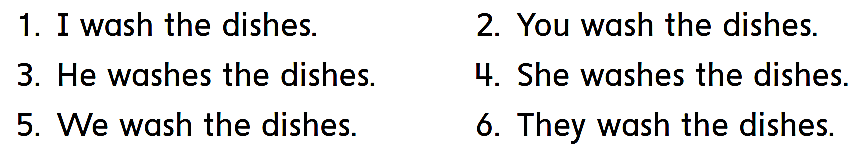 1. I wash the dishes. 2. You wash the dishes.
3. He washes the dishes. 4. She washes the dishes.
5. We wash the dishes. 6. They wash the dishes.